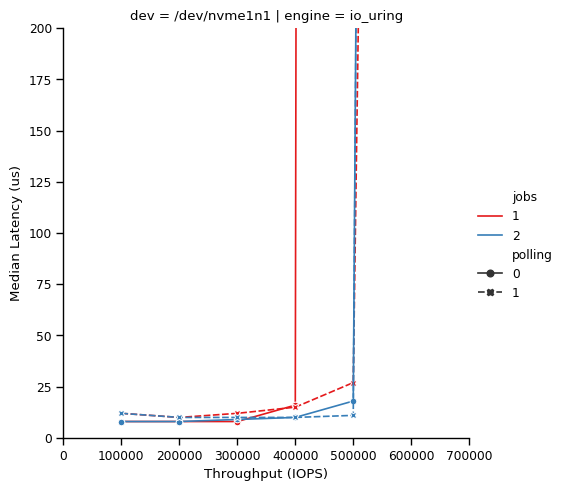 dev = /dev/nvme1n1 | engine = io_uring
200
175
150
125
100
75
50
25
0
Median Latency (us)
0 100000 200000 300000 400000 500000 600000 700000
Throughput (IOPS)
jobs
1
2
polling
0
1